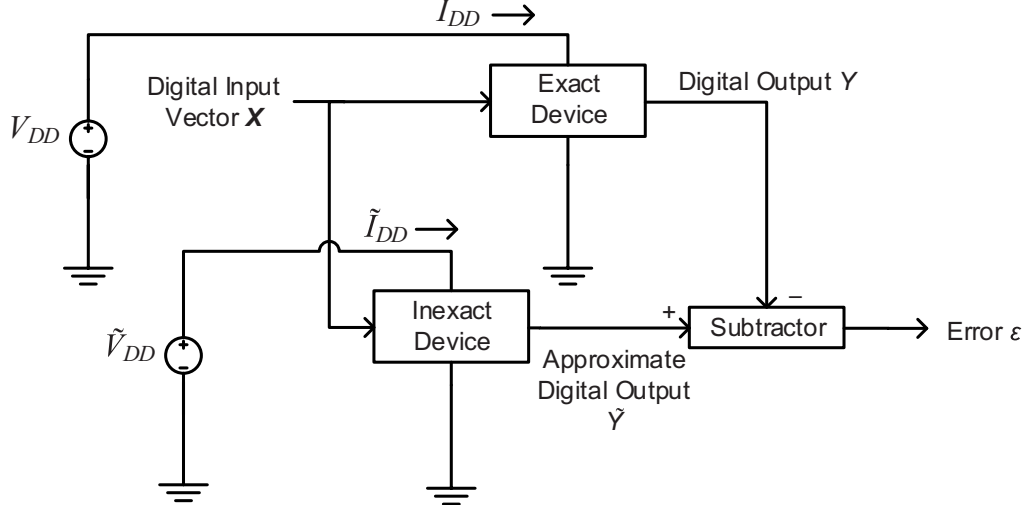 I_DD →
Digital Input
Vector X
Exact
Device
Digital Output Y
V_DD
+
−
Ĩ_DD →
Ṽ_DD
+
−
Inexact
Device
+
−
Subtractor
Error ε
Approximate
Digital Output
Ỹ